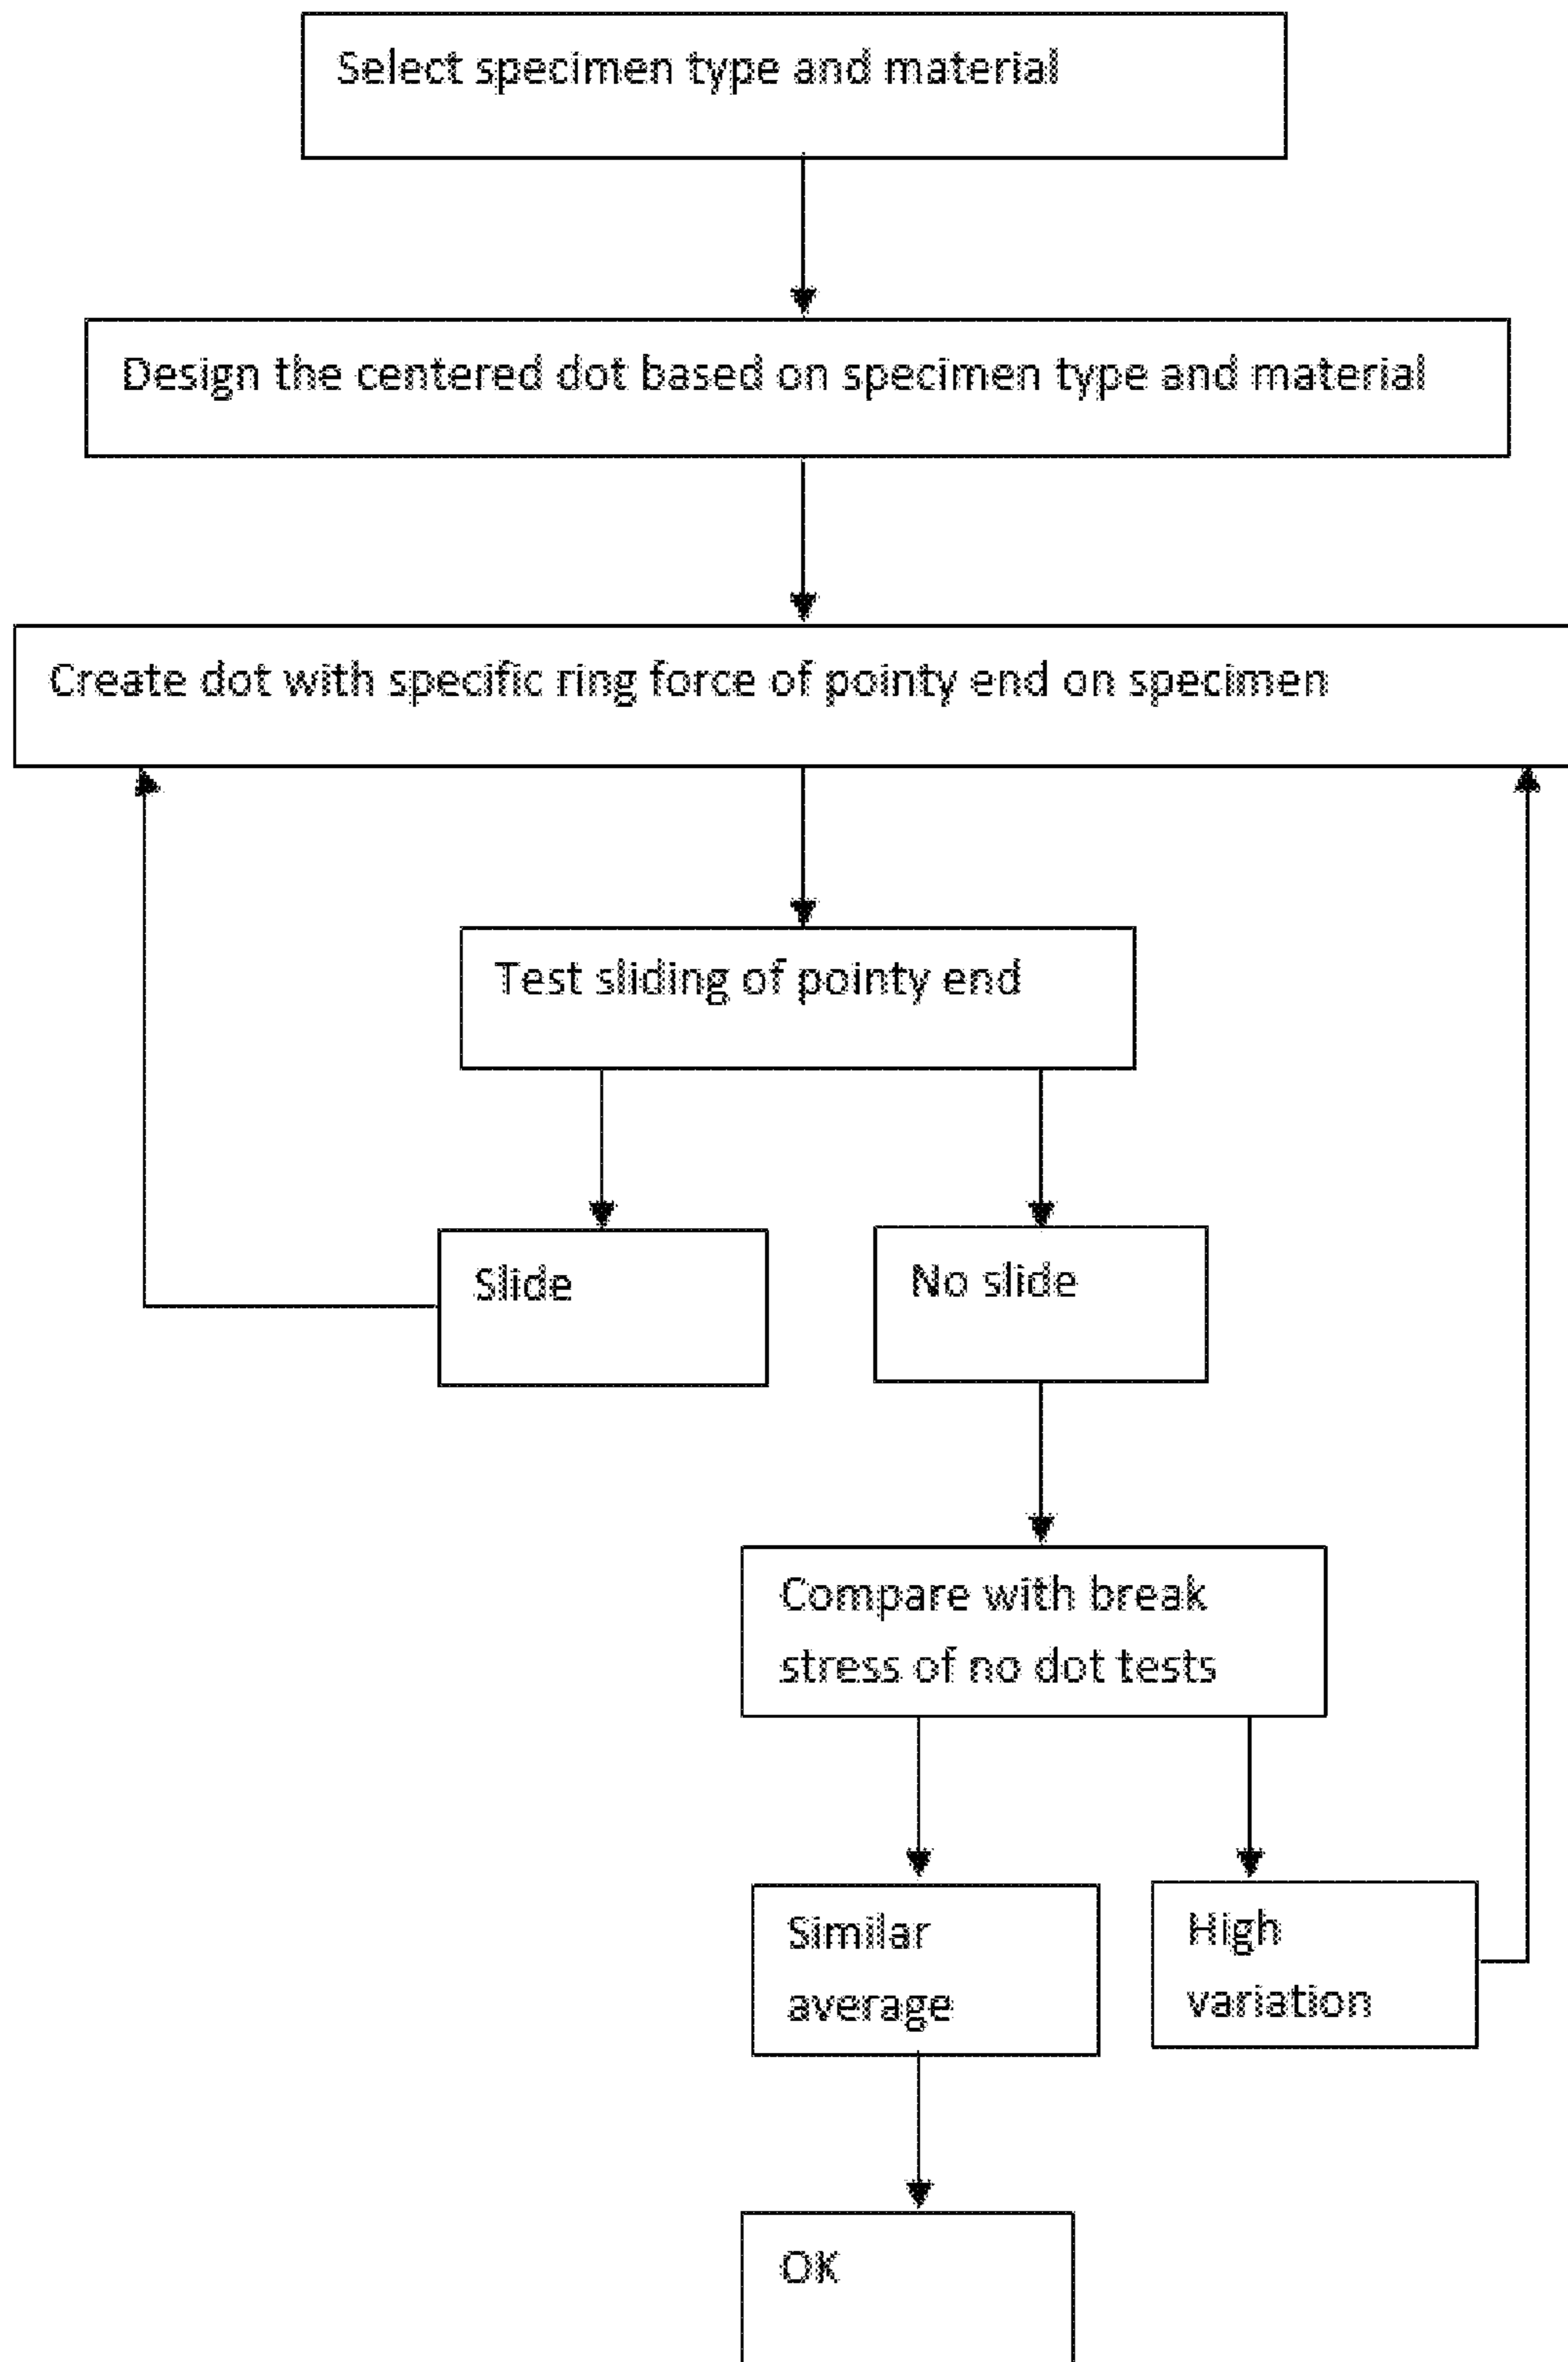 Select specimen type and material
Design the centered dot based on specimen type and material
Create dot with specific ring force of pointy end on specimen
Test sliding of pointy end
Slide
No slide
Compare with break
stress of no dot tests
Similar
average
High
variation
OK